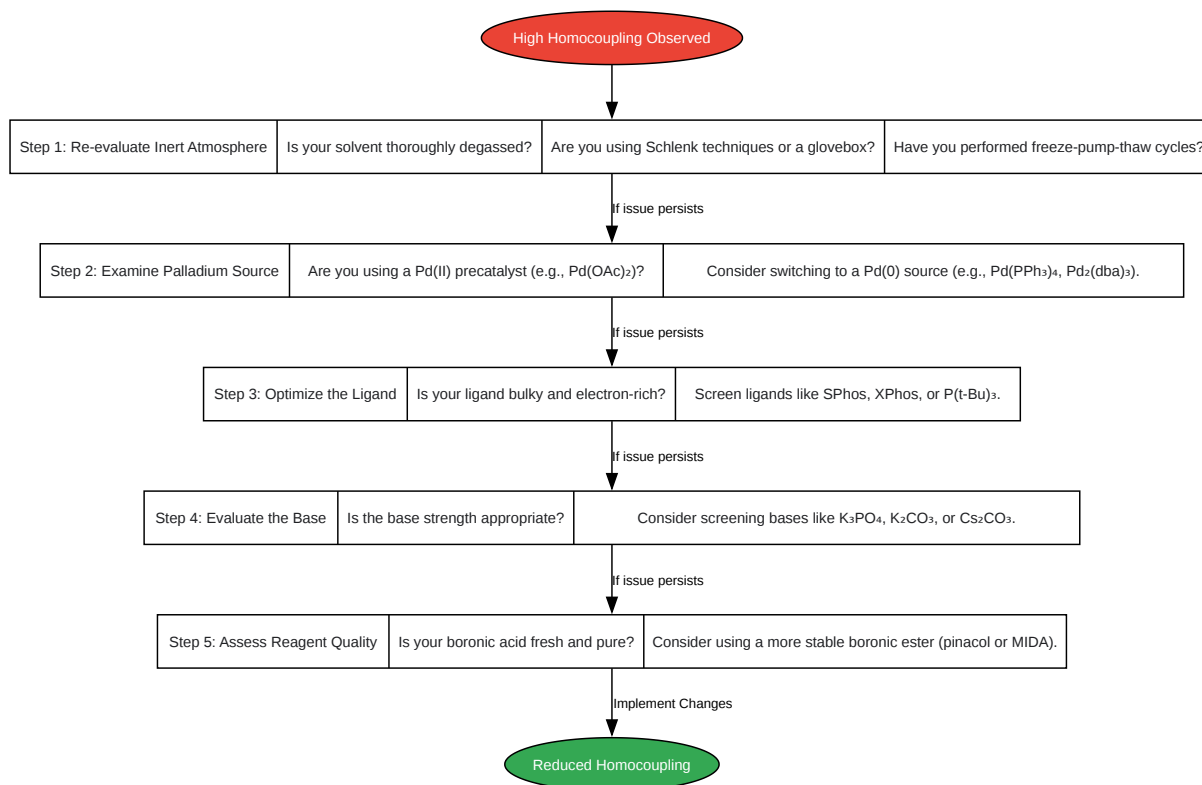 High Homocoupling Observed
Step 1: Re-evaluate Inert Atmosphere
Is your solvent thoroughly degassed?
Are you using Schlenk techniques or a glovebox?
Have you performed freeze-pump-thaw cycles?
If issue persists
Step 2: Examine Palladium Source
Are you using a Pd(II) precatalyst (e.g., Pd(OAc)₂)?
Consider switching to a Pd(0) source (e.g., Pd(PPh₃)₄, Pd₂(dba)₃).
If issue persists
Step 3: Optimize the Ligand
Is your ligand bulky and electron-rich?
Screen ligands like SPhos, XPhos, or P(t-Bu)₃.
If issue persists
Step 4: Evaluate the Base
Is the base strength appropriate?
Consider screening bases like K₃PO₄, K₂CO₃, or Cs₂CO₃.
If issue persists
Step 5: Assess Reagent Quality
Is your boronic acid fresh and pure?
Consider using a more stable boronic ester (pinacol or MIDA).
Implement Changes
Reduced Homocoupling